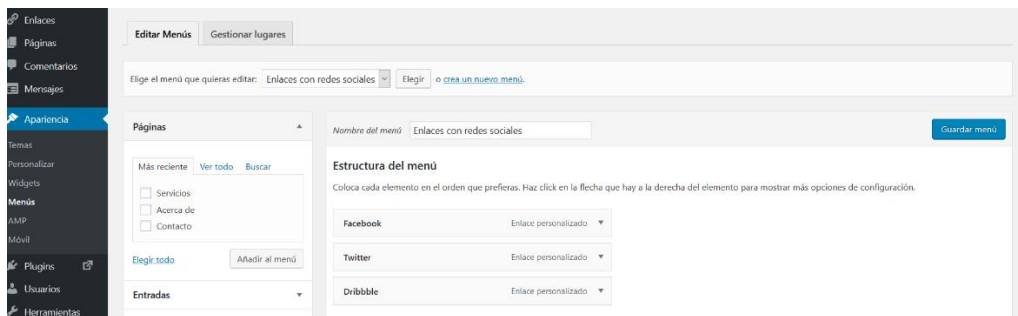 Enlaces
Páginas
Comentarios
Mensajes
Apariencia
Temas
Personalizar
Widgets
Menús
AMP
Móvil
Plugins
Usuarios
Herramientas
Editar Menús Gestionar lugares
Elige el menú que quieras editar: Enlaces con redes sociales Elegir o crea un nuevo menú.
Páginas
Más reciente Ver todo Buscar
Servicios
Acerca de
Contacto
Elegir todo Añadir al menú
Entradas
Nombre del menú Enlaces con redes sociales Guardar menú
Estructura del menú
Coloca cada elemento en el orden que prefieras. Haz click en la flecha que hay a la derecha del elemento para mostrar más opciones de configuración.
Facebook Enlace personalizado
Twitter Enlace personalizado
Dribbble Enlace personalizado